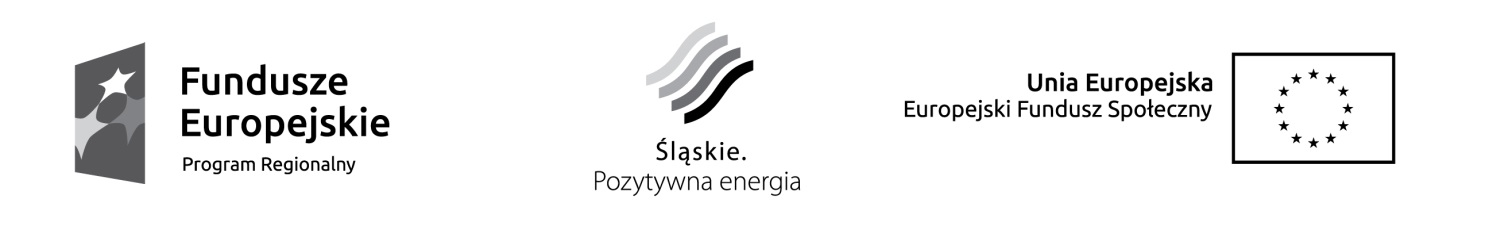 Fundusze
Europejskie
Program Regionalny
Śląskie.
Pozytywna energia
Unia Europejska
Europejski Fundusz Społeczny